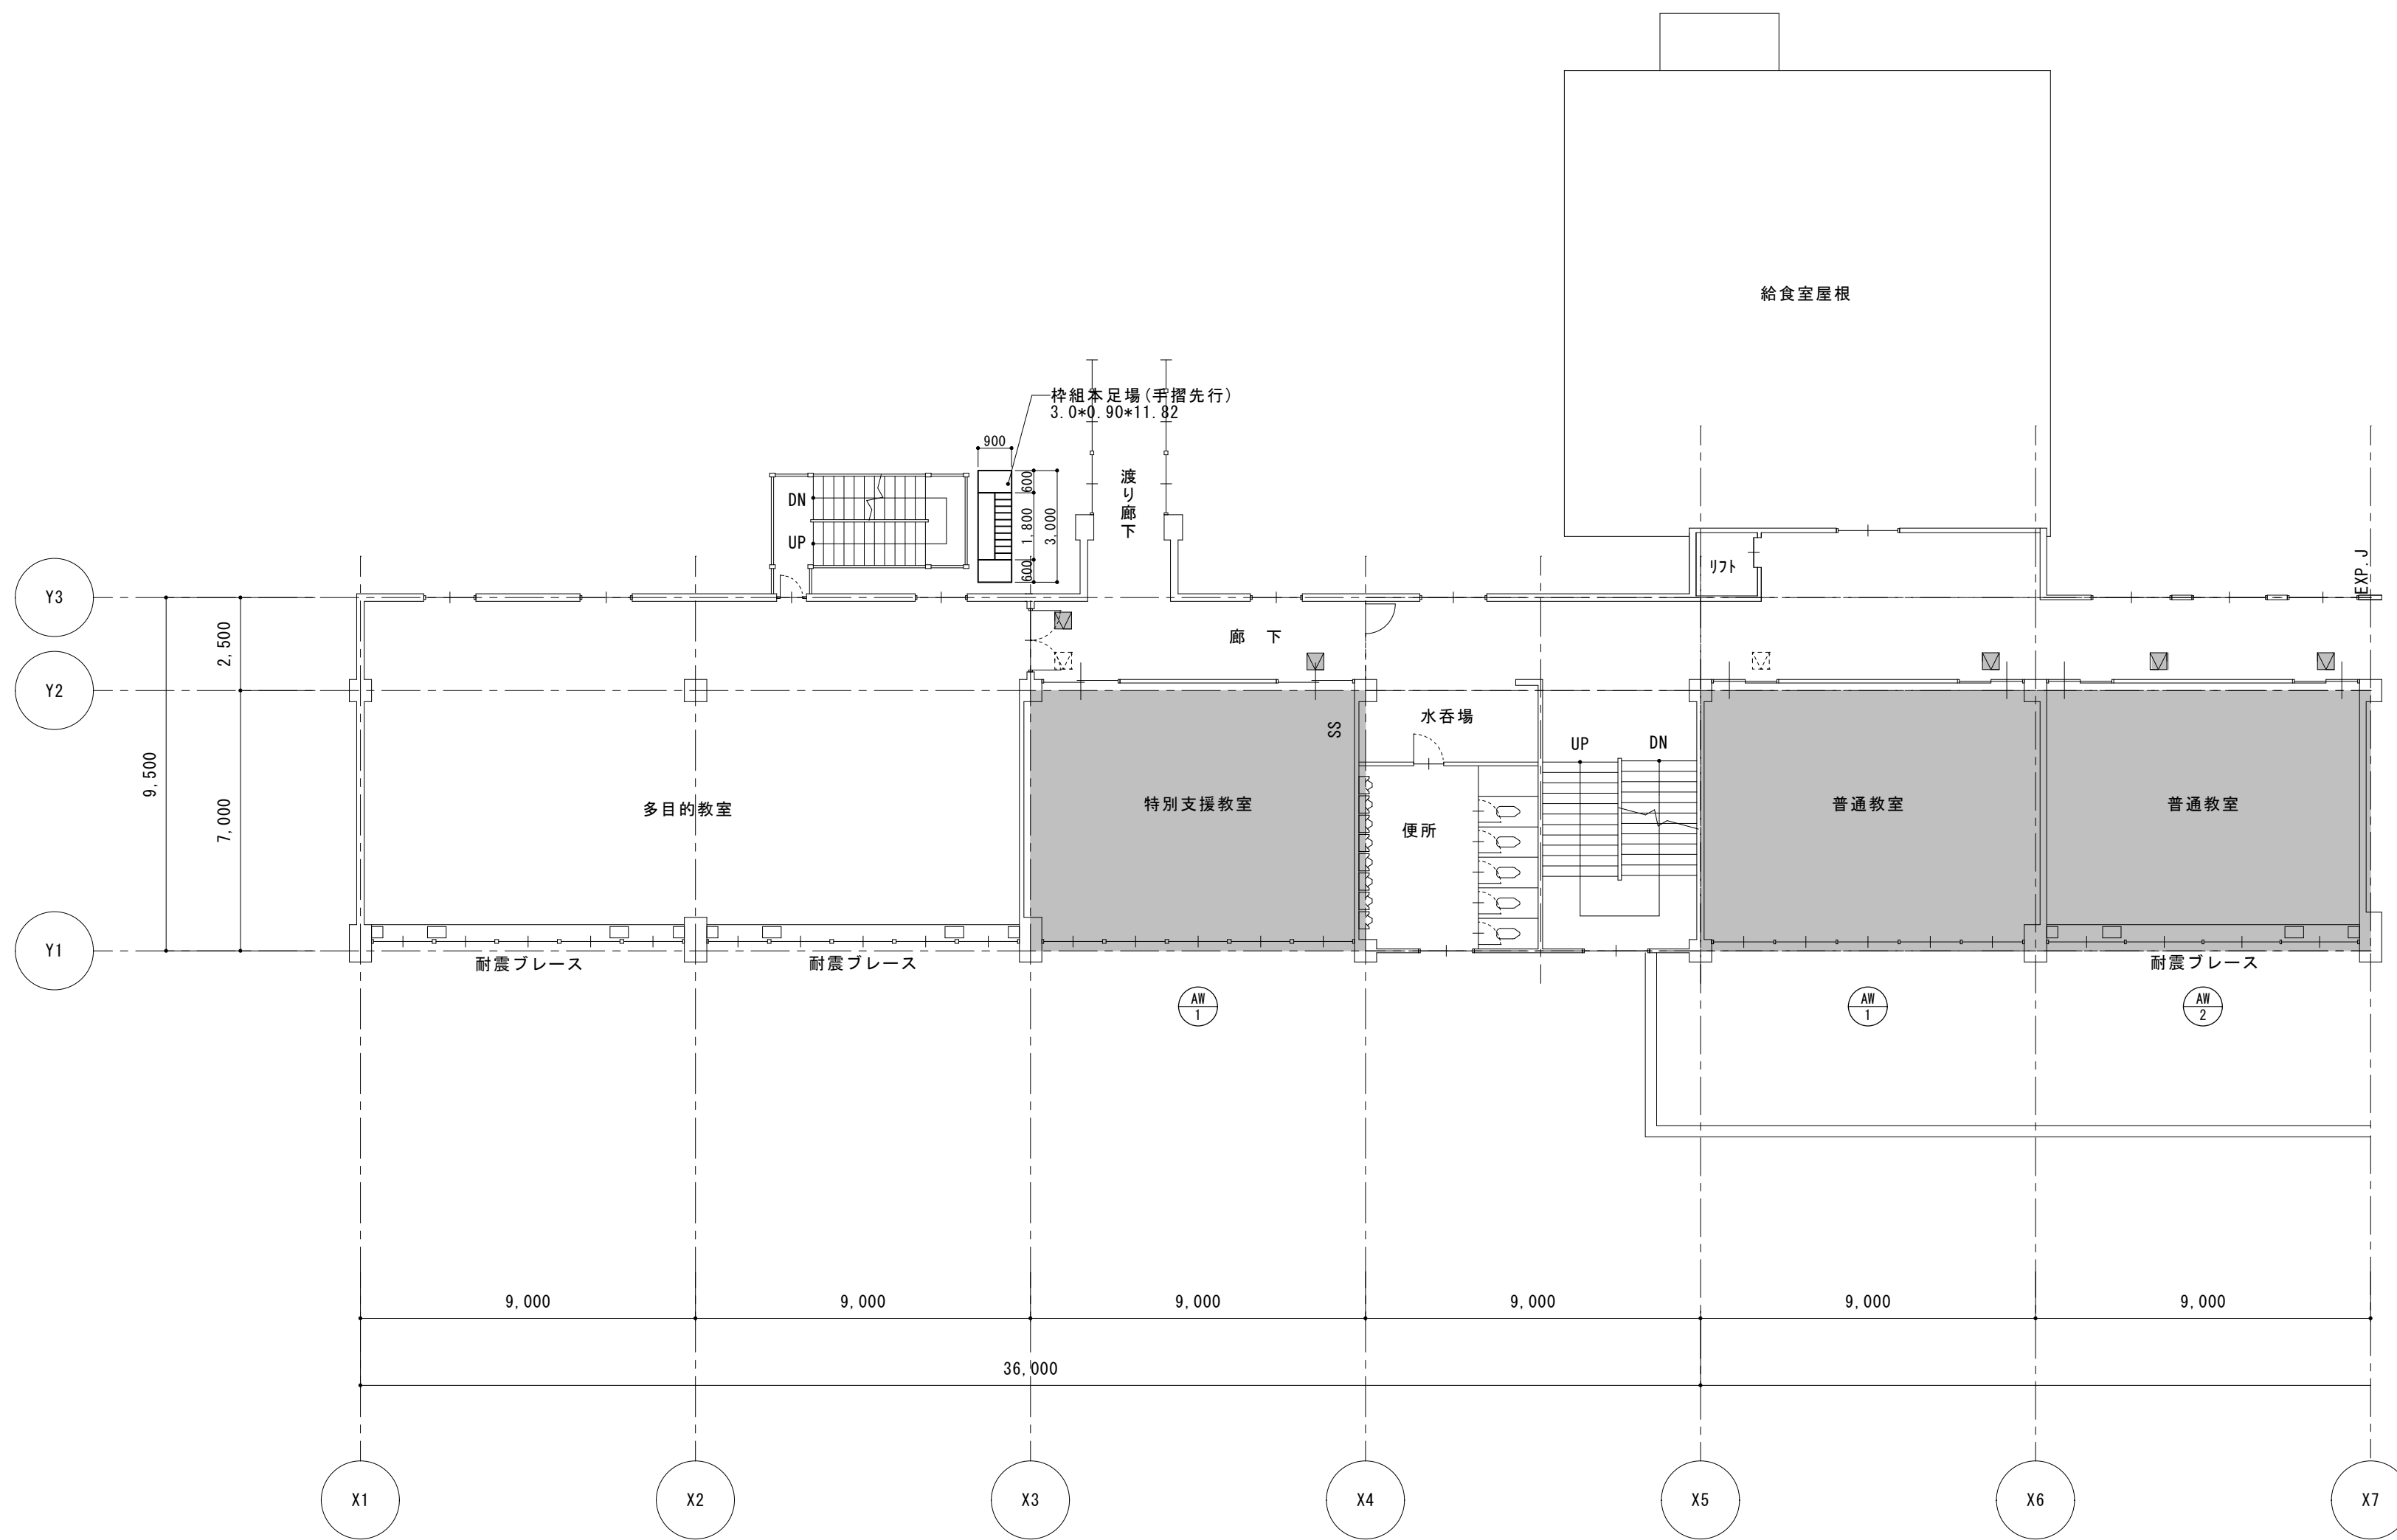 給食室屋根
枠組本足場(手摺先行)
3.0*0.90*11.82
900
600
1,800
3,000
600
渡り廊下
DN
UP
リフト
EXP.J
Y3
2,500
廊 下
Y2
水呑場
SS
UP
DN
9,500
7,000
多目的教室
特別支援教室
便所
普通教室
普通教室
Y1
耐震ブレース
耐震ブレース
耐震ブレース
AW
1
AW
1
AW
2
9,000
9,000
9,000
9,000
9,000
9,000
36,000
X1
X2
X3
X4
X5
X6
X7